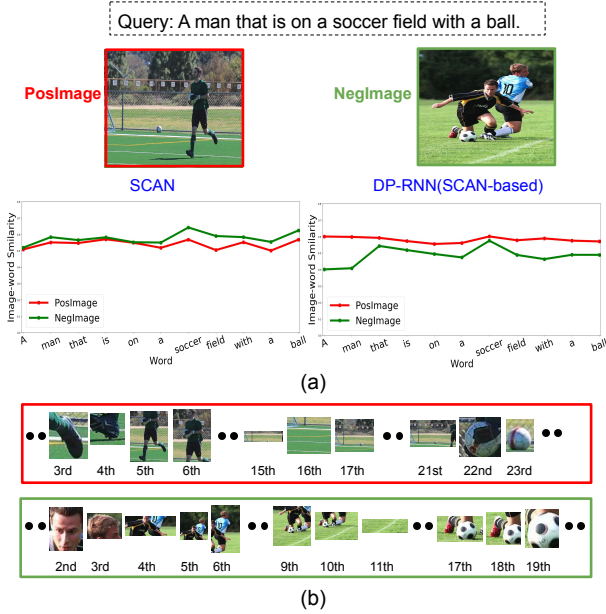 Query: A man that is on a soccer field with a ball.
PosImage
NegImage
10
SCAN
DP-RNN(SCAN-based)
Image-word Smilarity
PosImage
NegImage
A man that is on a soccer field with a ball
Word
Image-word Smilarity
PosImage
NegImage
A man that is on a soccer field with a ball
Word
(a)
3rd 4th 5th 6th 15th 16th 17th 21st 22nd 23rd
2nd 3rd 4th 5th 6th 9th 10th 11th 17th 18th 19th
(b)